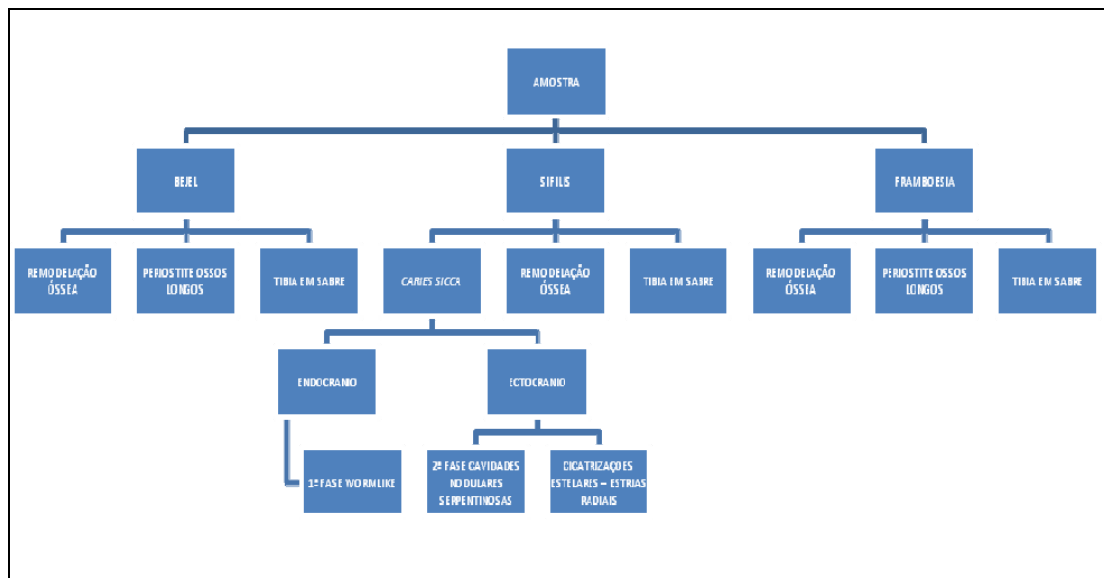 AMOSTRA
BEJEL
SIFILIS
FRAMBOESIA
REMODELAÇÃO
ÓSSEA
PERIOSTITE OSSOS
LONGOS
TIBIA EM SABRE
CARIES SICCA
REMODELAÇÃO
ÓSSEA
TIBIA EM SABRE
REMODELAÇÃO
ÓSSEA
PERIOSTITE OSSOS
LONGOS
TIBIA EM SABRE
ENDOCRANIO
ECTOCRANIO
1ª FASE WORMLIKE
2ª FASE CAVIDADES
NODULARES
SERPENTINOSAS
CICATRIZAÇÕES
ESTELARES – ESTRIAS
RADIAIS